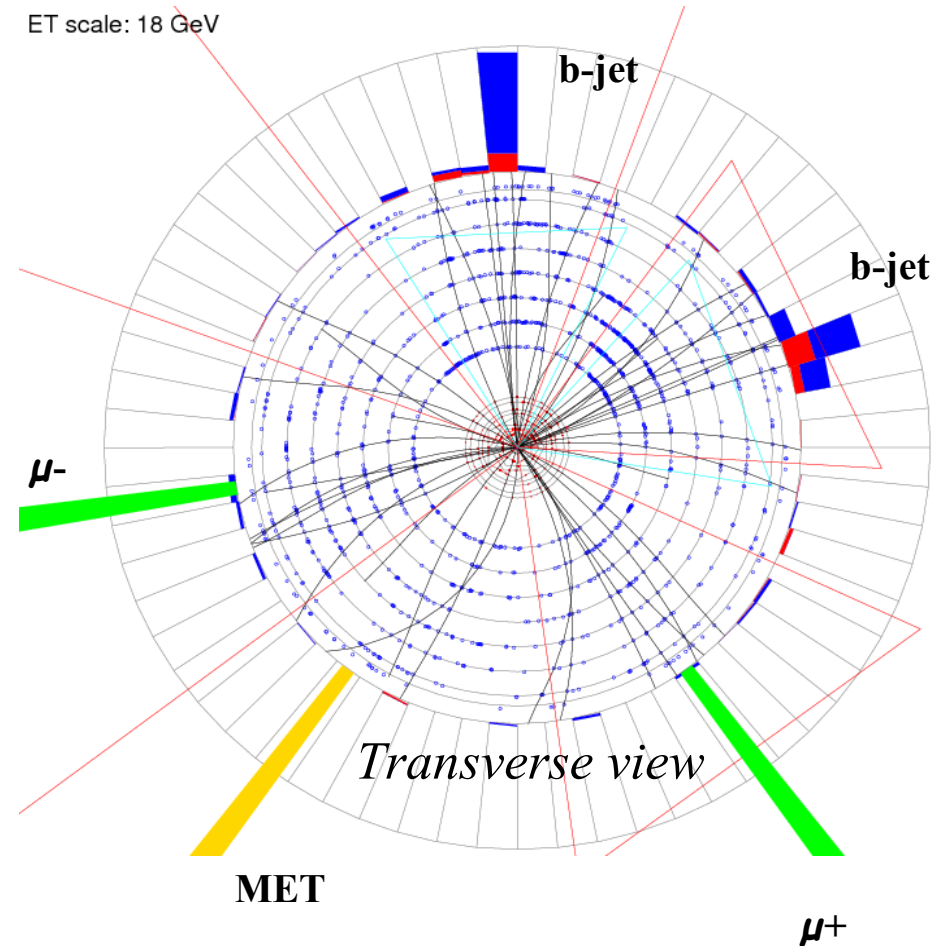 ET scale: 18 GeV
b-jet
b-jet
μ-
Transverse view
MET
μ+